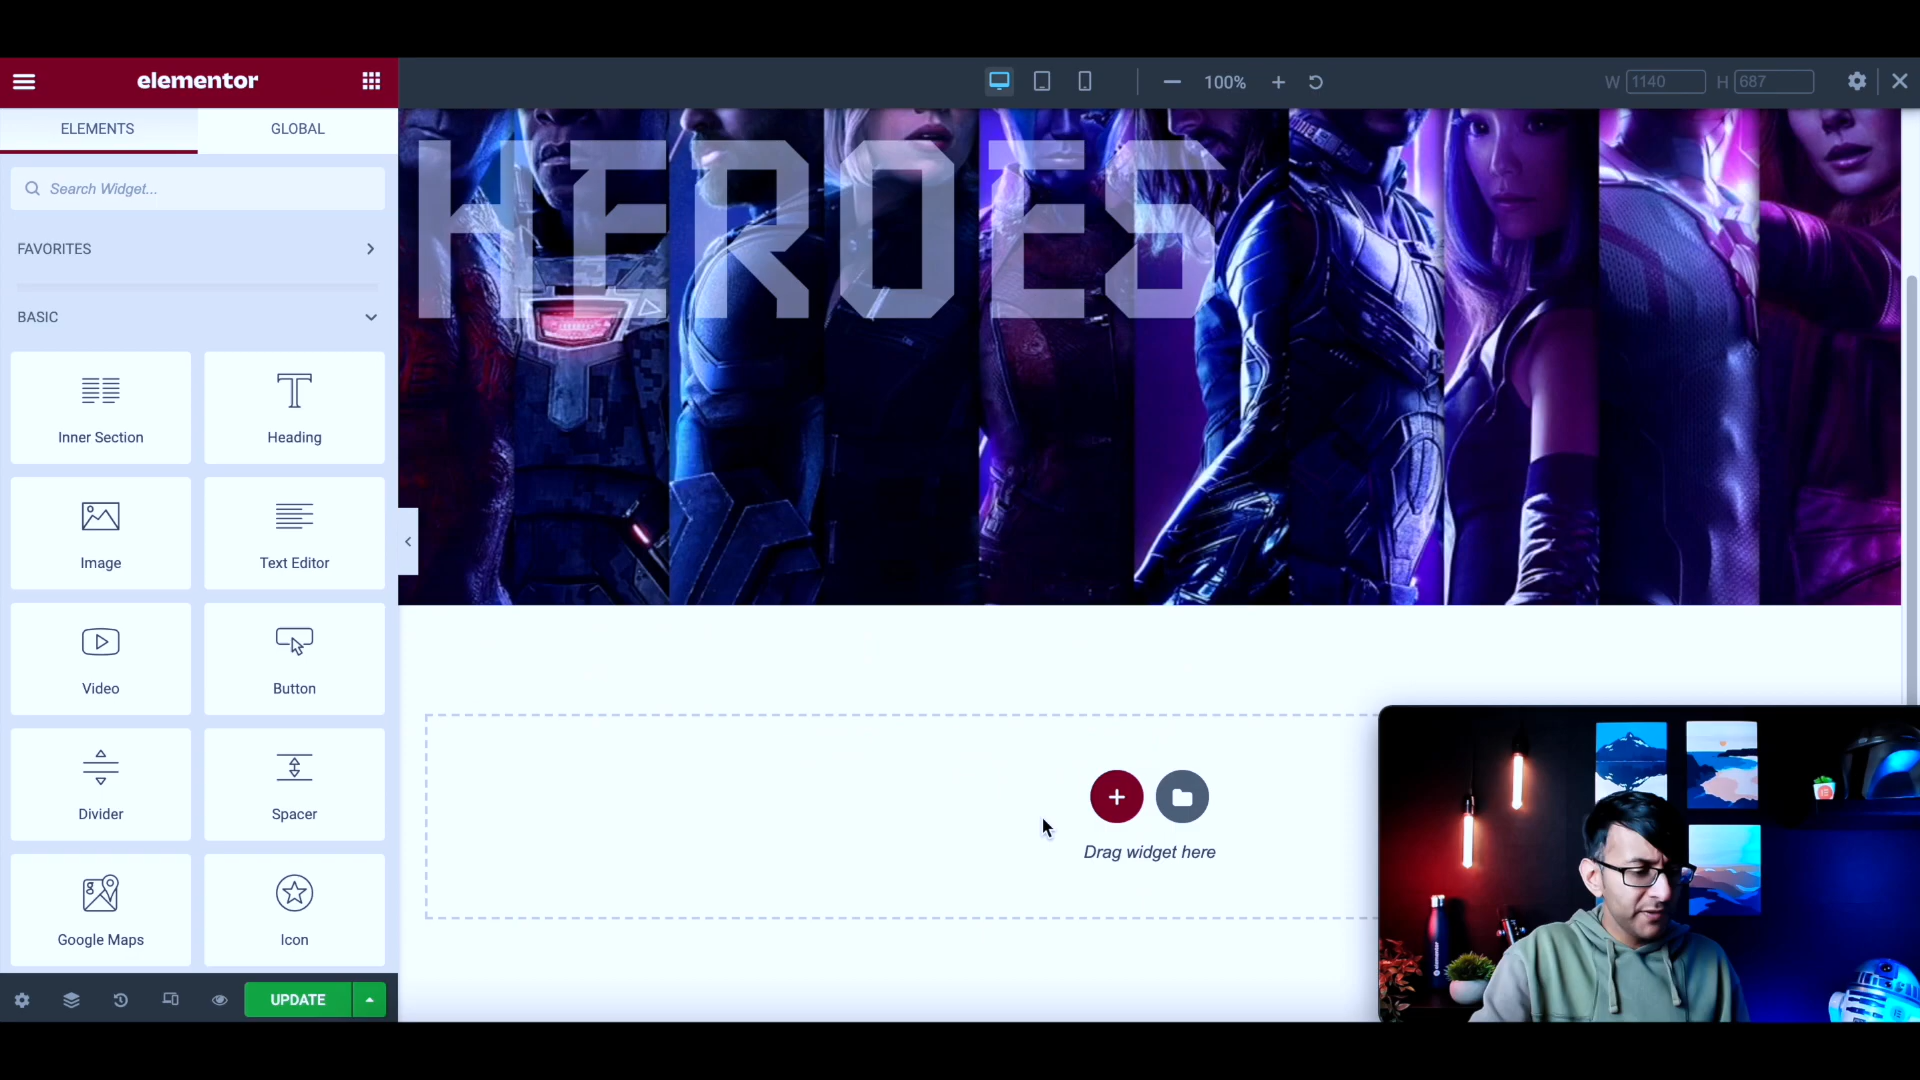 elementor
100%
W 1140 H 687
ELEMENTS GLOBAL
Search Widget...
FAVORITES
BASIC
Inner Section Heading
Image Text Editor
Video Button
Divider Spacer
Google Maps Icon
UPDATE
HEROES
Drag widget here
elementor